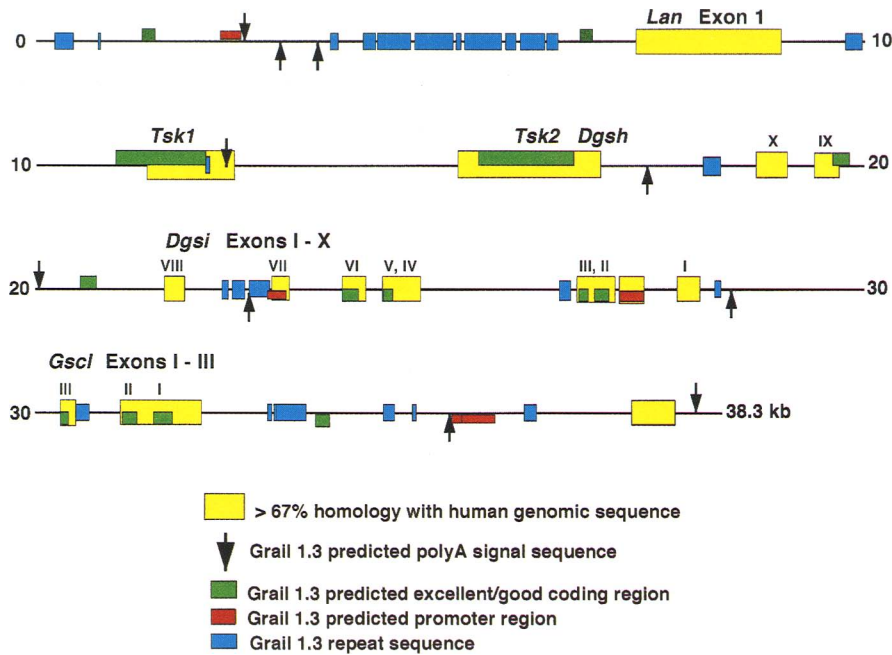 Lan Exon 1
0 10
Tsk1 Tsk2 Dgsh
X IX
10 20
Dgsi Exons I - X
VIII VII VI V, IV III, II I
20 30
Gscl Exons I - III
III II I
30 38.3 kb
> 67% homology with human genomic sequence
Grail 1.3 predicted polyA signal sequence
Grail 1.3 predicted excellent/good coding region
Grail 1.3 predicted promoter region
Grail 1.3 repeat sequence